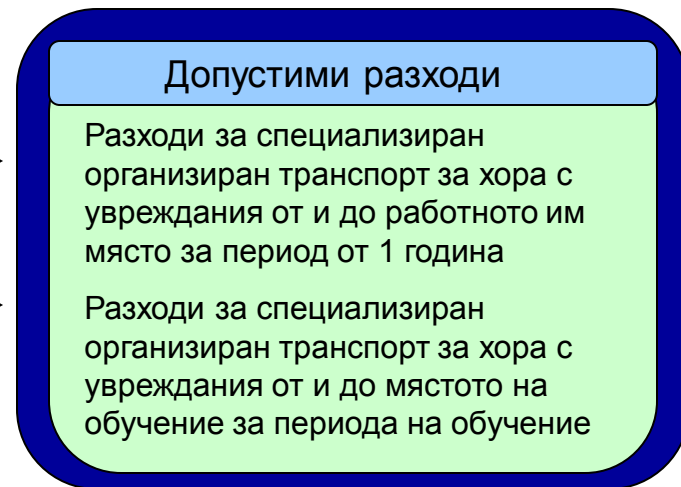 Допустими разходи
Разходи за специализиран
организиран транспорт за хора с
увреждания от и до работното им
място за период от 1 година
Разходи за специализиран
организиран транспорт за хора с
увреждания от и до мястото на
обучение за периода на обучение